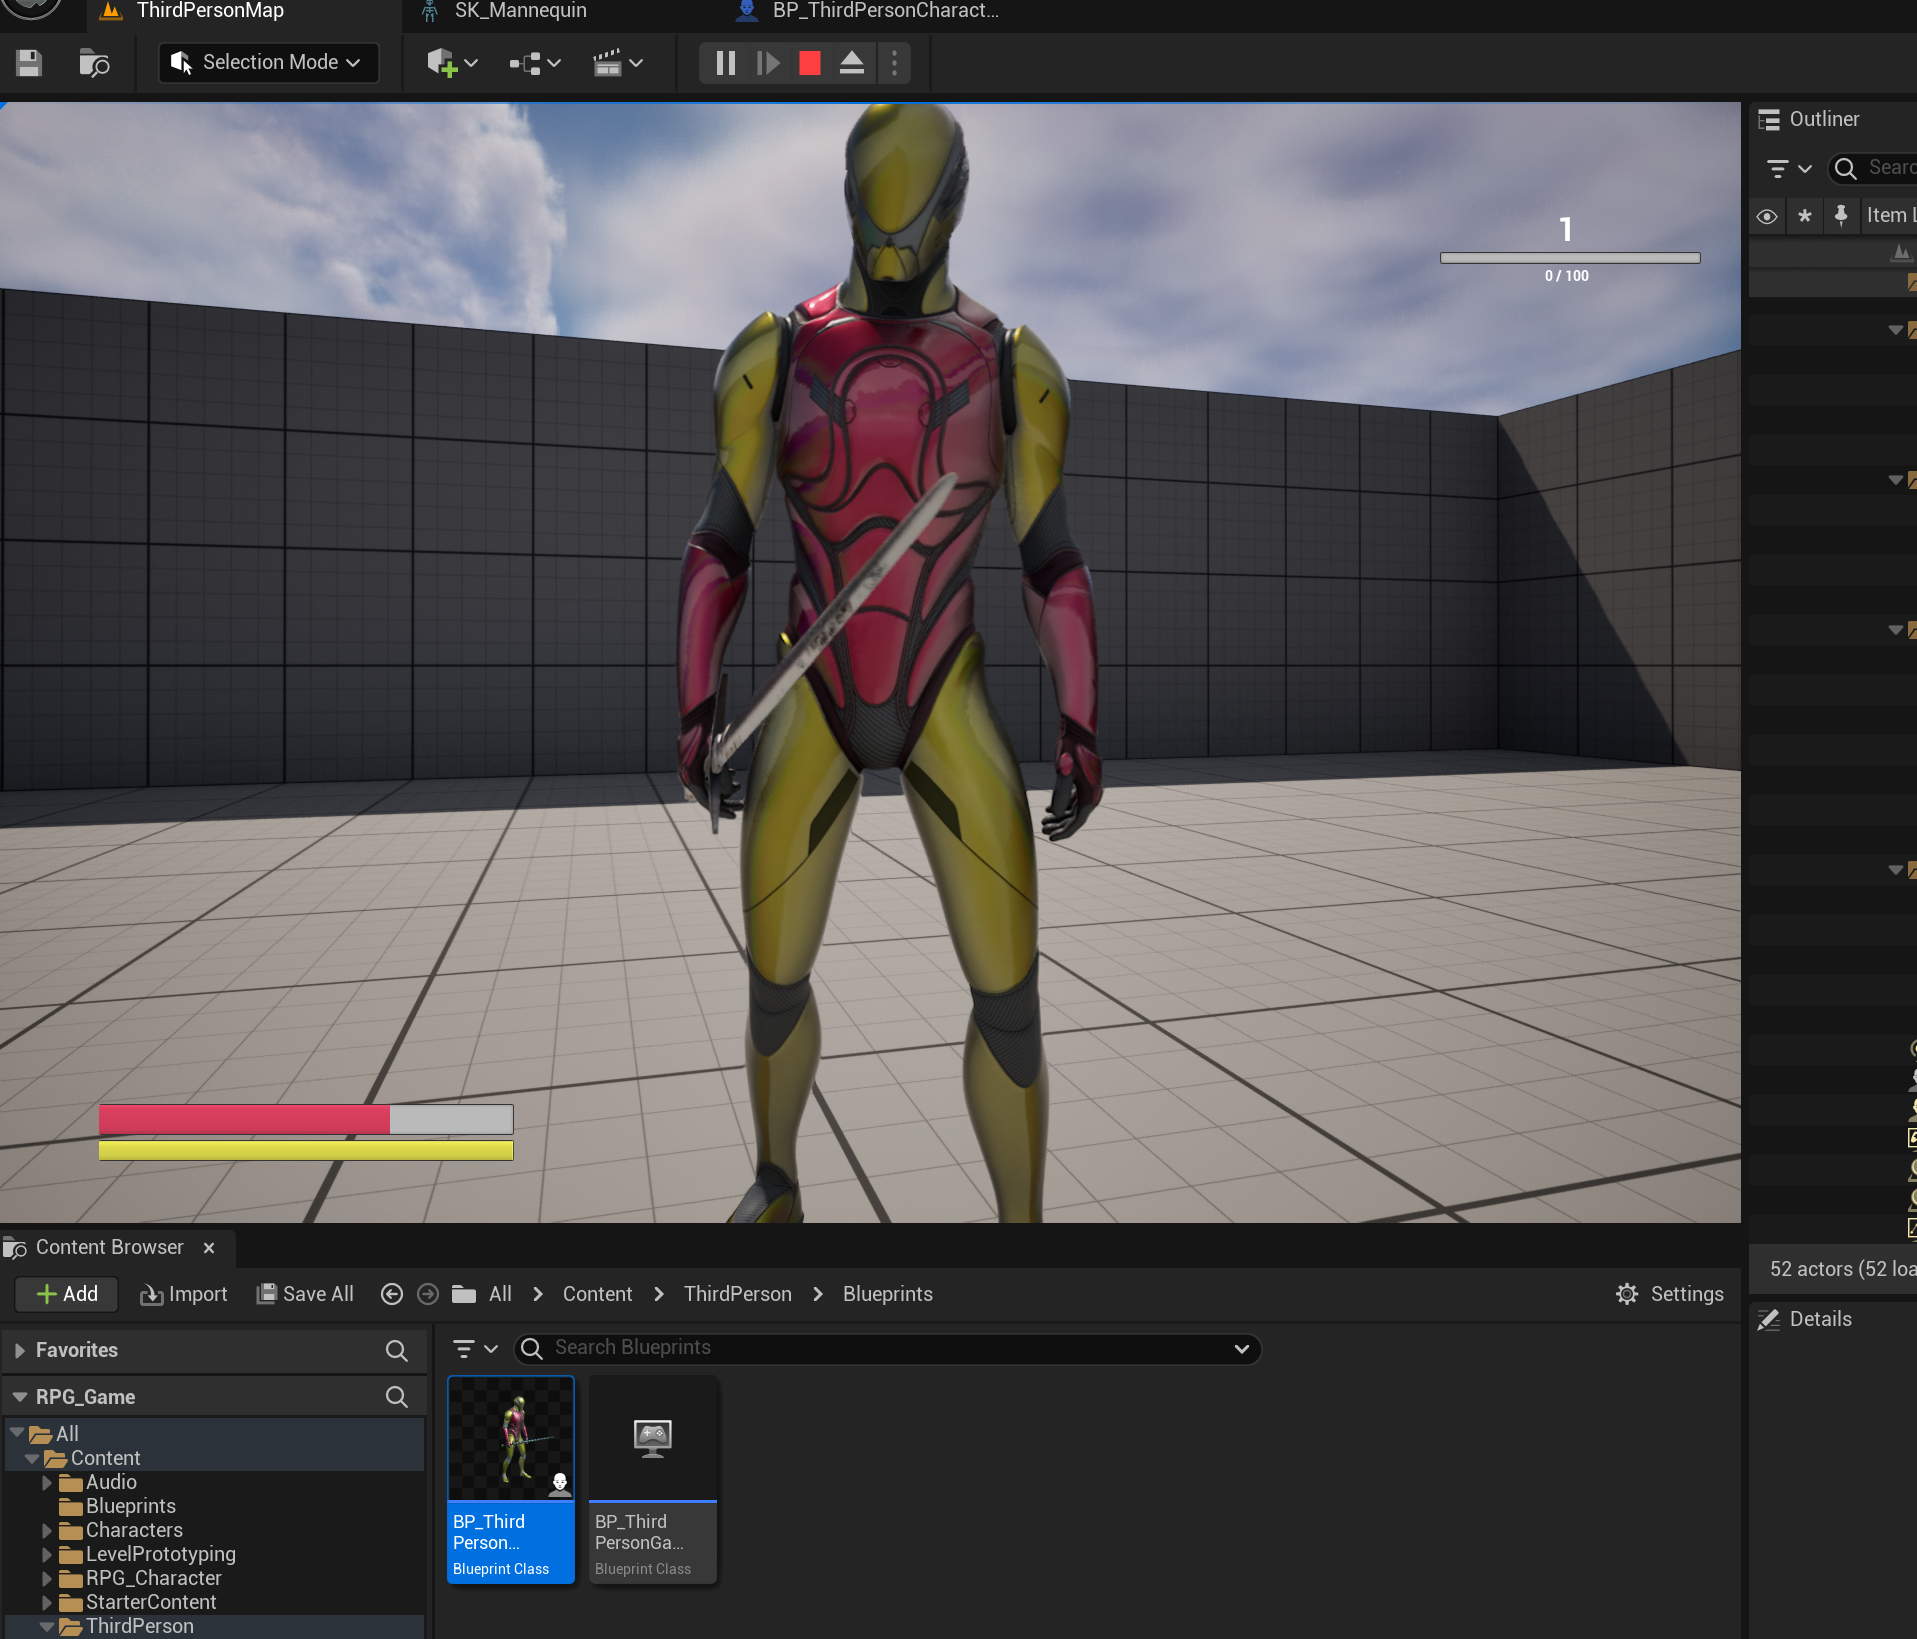 ThirdPersonMap
SK_Mannequin
BP_ThirdPersonCharact...
Selection Mode
Outliner
Item
1
0 / 100
Content Browser
Add
Import
Save All
All
Content
ThirdPerson
Blueprints
Settings
52 actors (52
Details
Favorites
Search Blueprints
RPG_Game
All
Content
Audio
Blueprints
Characters
LevelPrototyping
RPG_Character
StarterContent
ThirdPerson
BP_Third
Person...
Blueprint Class
BP_Third
PersonGa...
Blueprint Class